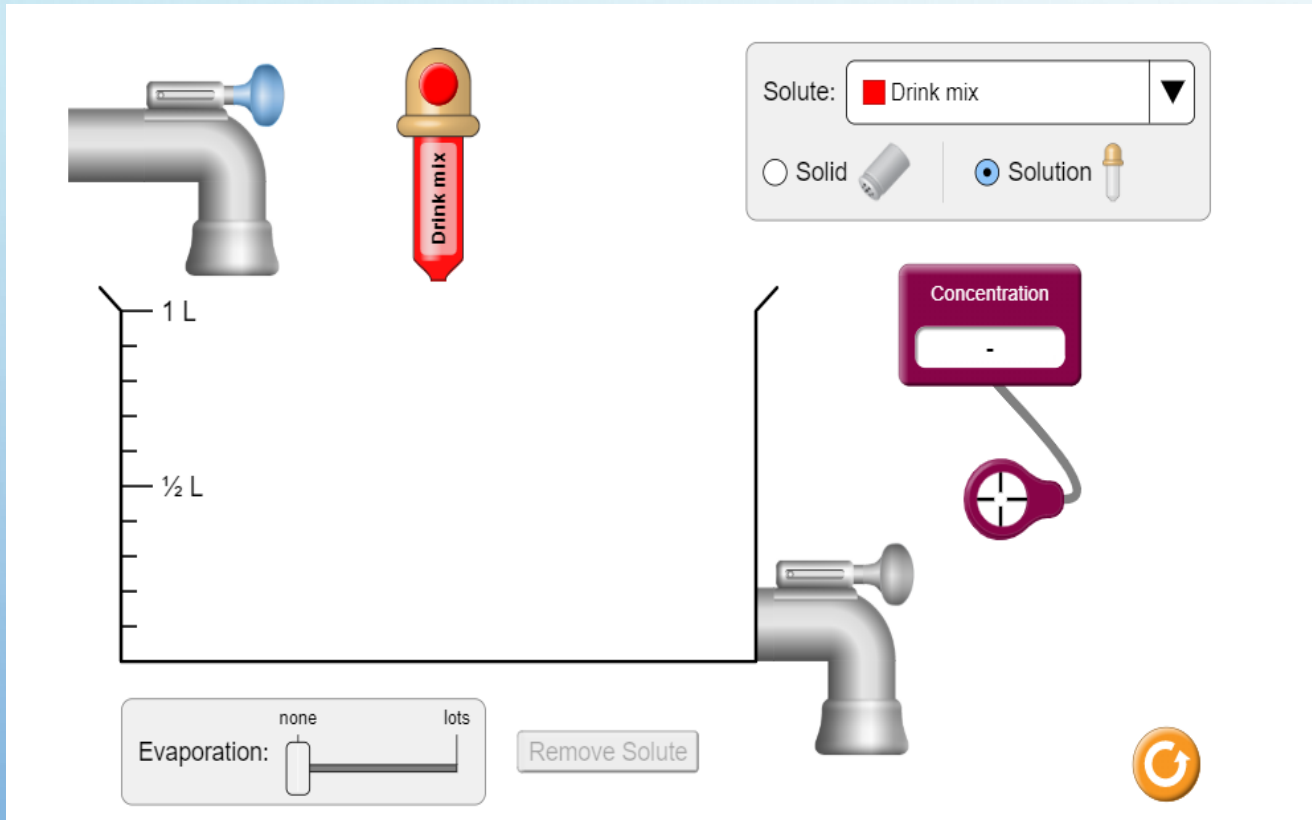 Solute: Drink mix
Solid
Solution
Drink mix
Concentration
-
1 L
½ L
none
lots
Evaporation:
Remove Solute